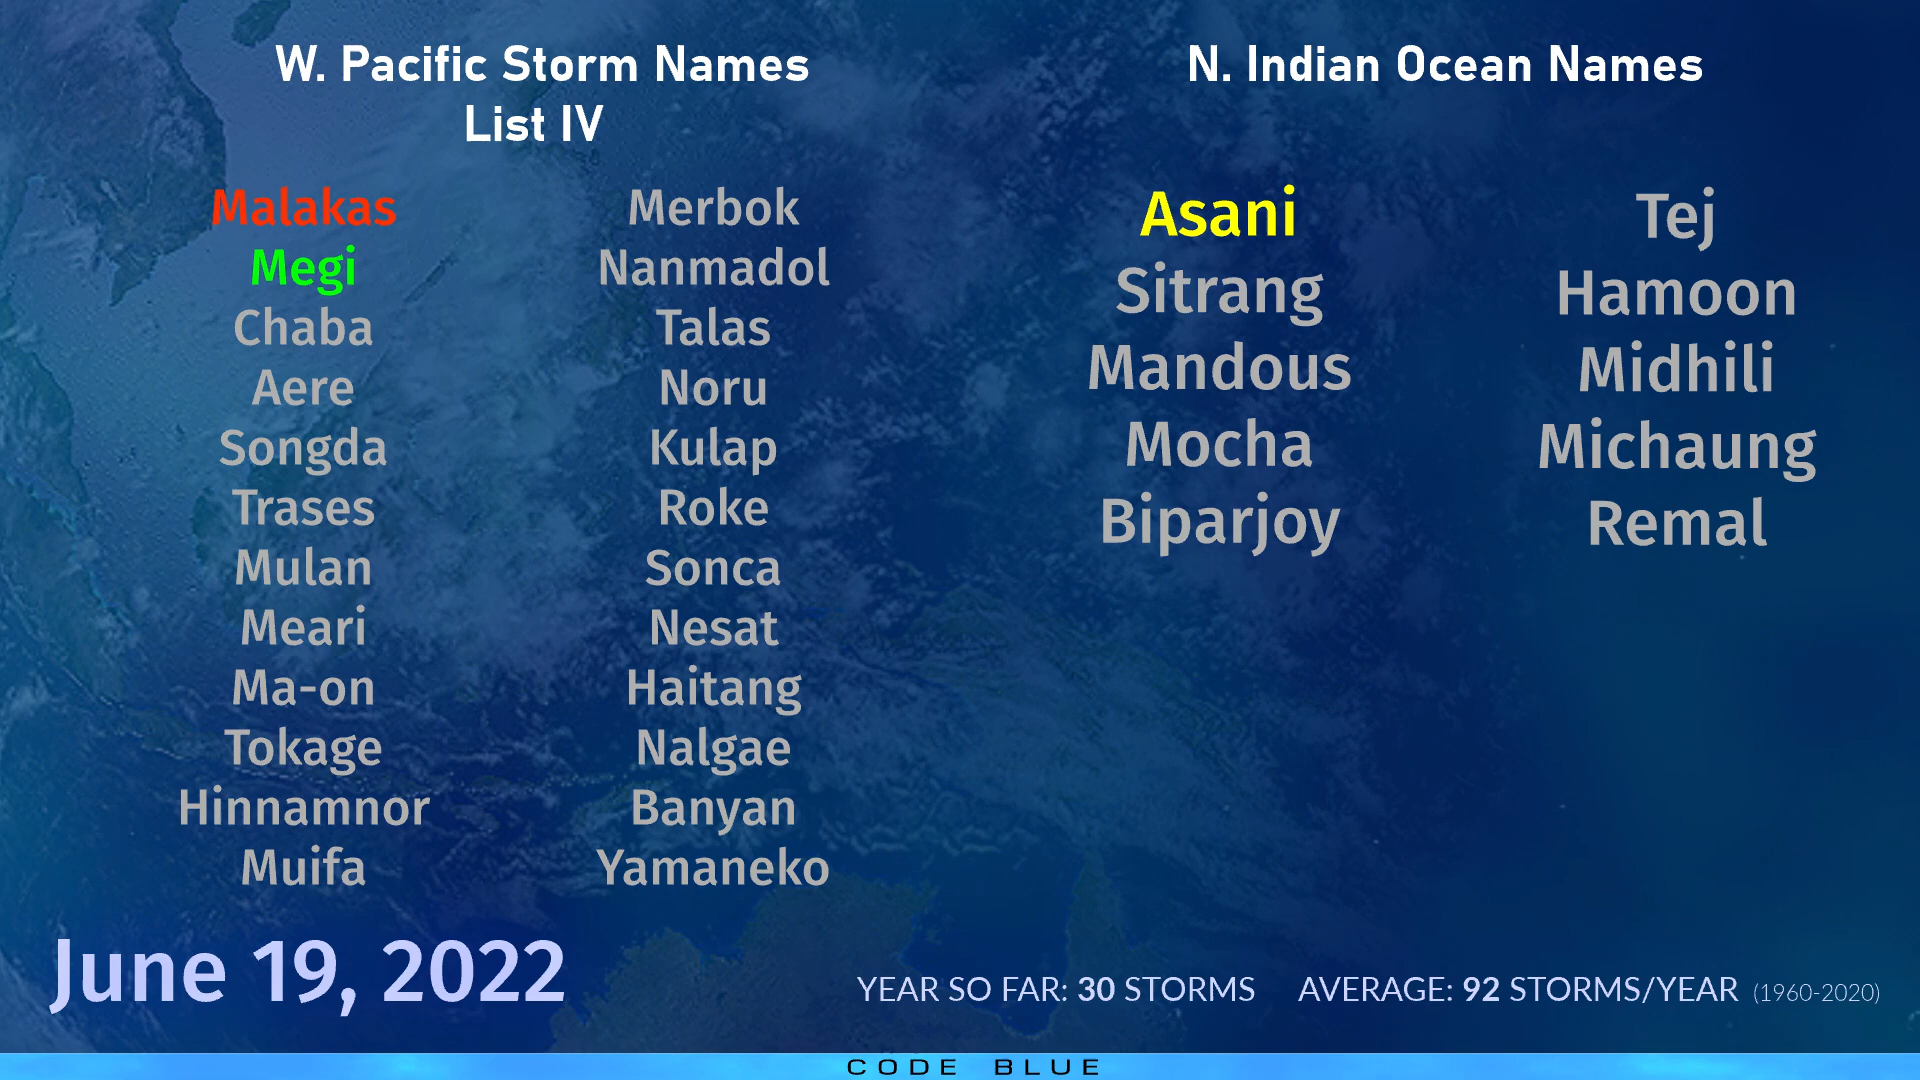 W. Pacific Storm Names
List IV
Malakas
Megi
Chaba
Aere
Songda
Trases
Mulan
Meari
Ma-on
Tokage
Hinnamnor
Muifa
Merbok
Nanmadol
Talas
Noru
Kulap
Roke
Sonca
Nesat
Haitang
Nalgae
Banyan
Yamaneko
N. Indian Ocean Names
Asani
Sitrang
Mandous
Mocha
Biparjoy
Tej
Hamoon
Midhili
Michaung
Remal
June 19, 2022
YEAR SO FAR: 30 STORMS AVERAGE: 92 STORMS/YEAR (1960-2020)
CODE BLUE